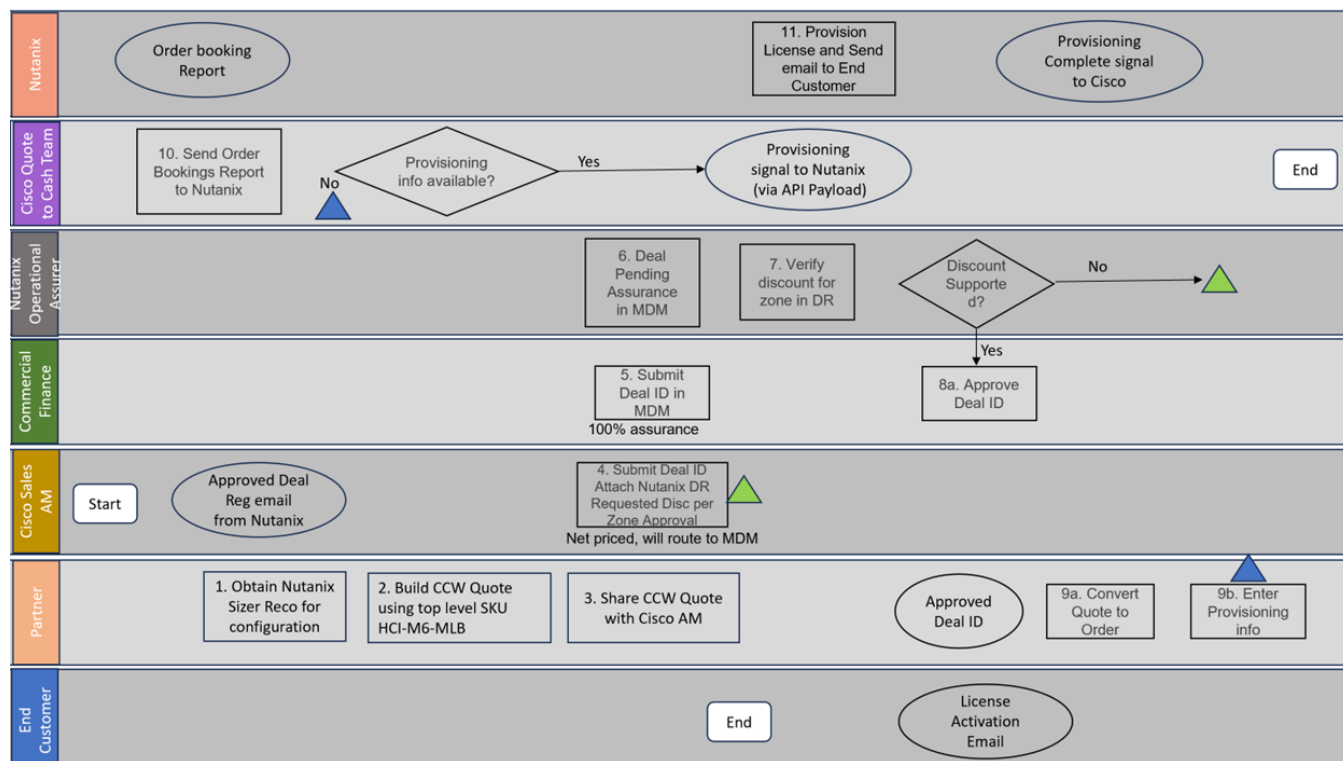 Nutanix
Order booking
Report
11. Provision
License and Send
email to End
Customer
Provisioning
Complete signal
to Cisco
Cisco Quote
to Cash Team
10. Send Order
Bookings Report
to Nutanix
No
Provisioning
info available?
Yes
Provisioning
signal to Nutanix
(via API Payload)
End
Nutanix
Operational
Assurer
6. Deal
Pending
Assurance
in MDM
7. Verify
discount for
zone in DR
Discount
Supporte
d?
No
Yes
Commercial
Finance
5. Submit
Deal ID in
MDM
100% assurance
8a. Approve
Deal ID
Cisco Sales
AM
Start
Approved Deal
Reg email
from Nutanix
4. Submit Deal ID
Attach Nutanix DR
Requested Disc per
Zone Approval
Net priced, will route to MDM
Partner
1. Obtain Nutanix
Sizer Reco for
configuration
2. Build CCW Quote
using top level SKU
HCI-M6-MLB
3. Share CCW Quote
with Cisco AM
Approved
Deal ID
9a. Convert
Quote to
Order
9b. Enter
Provisioning
info
End
Customer
End
License
Activation
Email